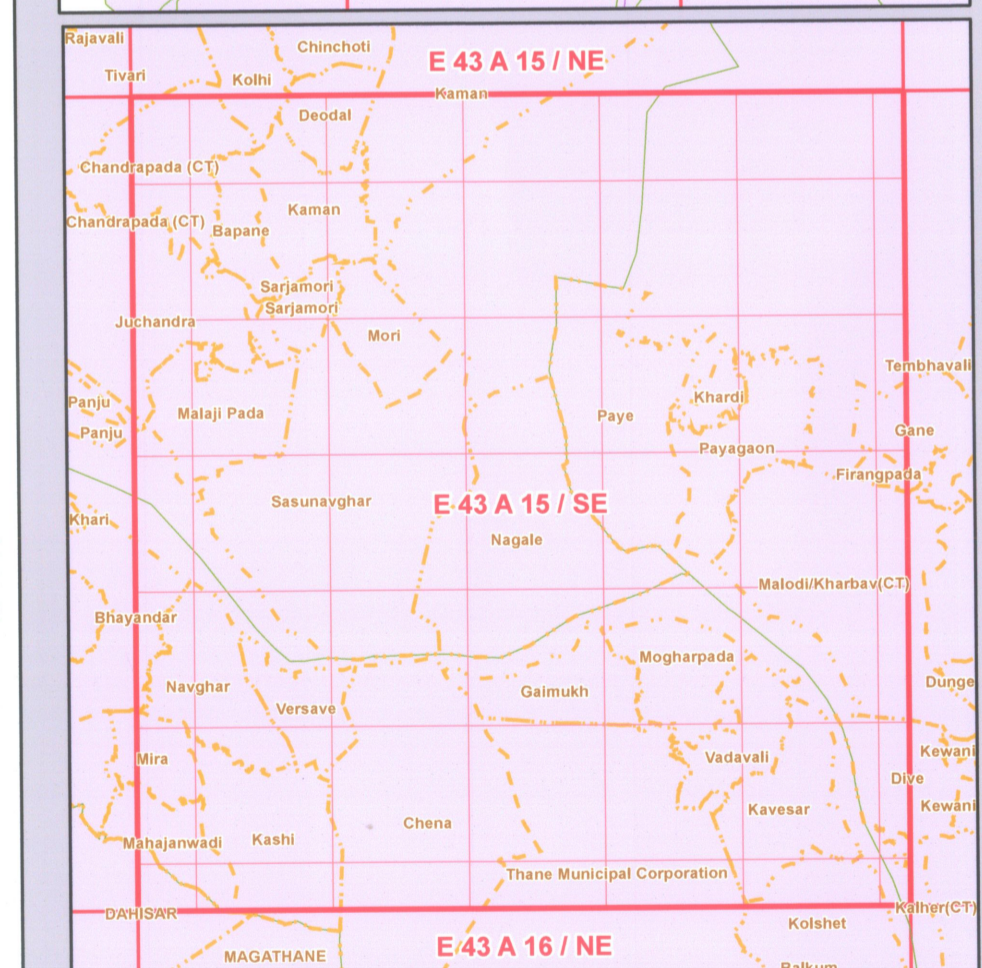 Rajavali
Chinchoti
E 43 A 15 / NE
Tivari
Kolhi
Kaman
Deodal
Chandrapada (CT)
Kaman
Chandrapada (CT)
Bapane
Sarjamori
Sarjamori
Juchandra
Mori
Tembhavali
Panju
Khardi
Malaji Pada
Paye
Panju
Gane
Payagaon
Firangpada
Sasunavghar
E 43 A 15 / SE
Khari
Nagale
Malodi/Kharbav(CT)
Bhayandar
Mogharpada
Navghar
Gaimukh
Dunge
Versave
Mira
Vadavali
Kewani
Dive
Kavesar
Kewani
Chena
Mahajanwadi
Kashi
Thane Municipal Corporation
DAHISAR
Kalher(CT)
Kolshet
E 43 A 16 / NE
MAGATHANE
Balkum